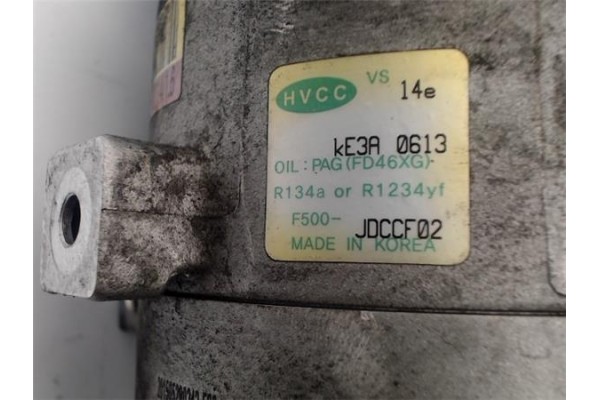 HVCC VS 14e
kE3A 0613
OIL : PAG (FD46XG)
R134a or R1234yf
F500- JDCCF02
MADE IN KOREA